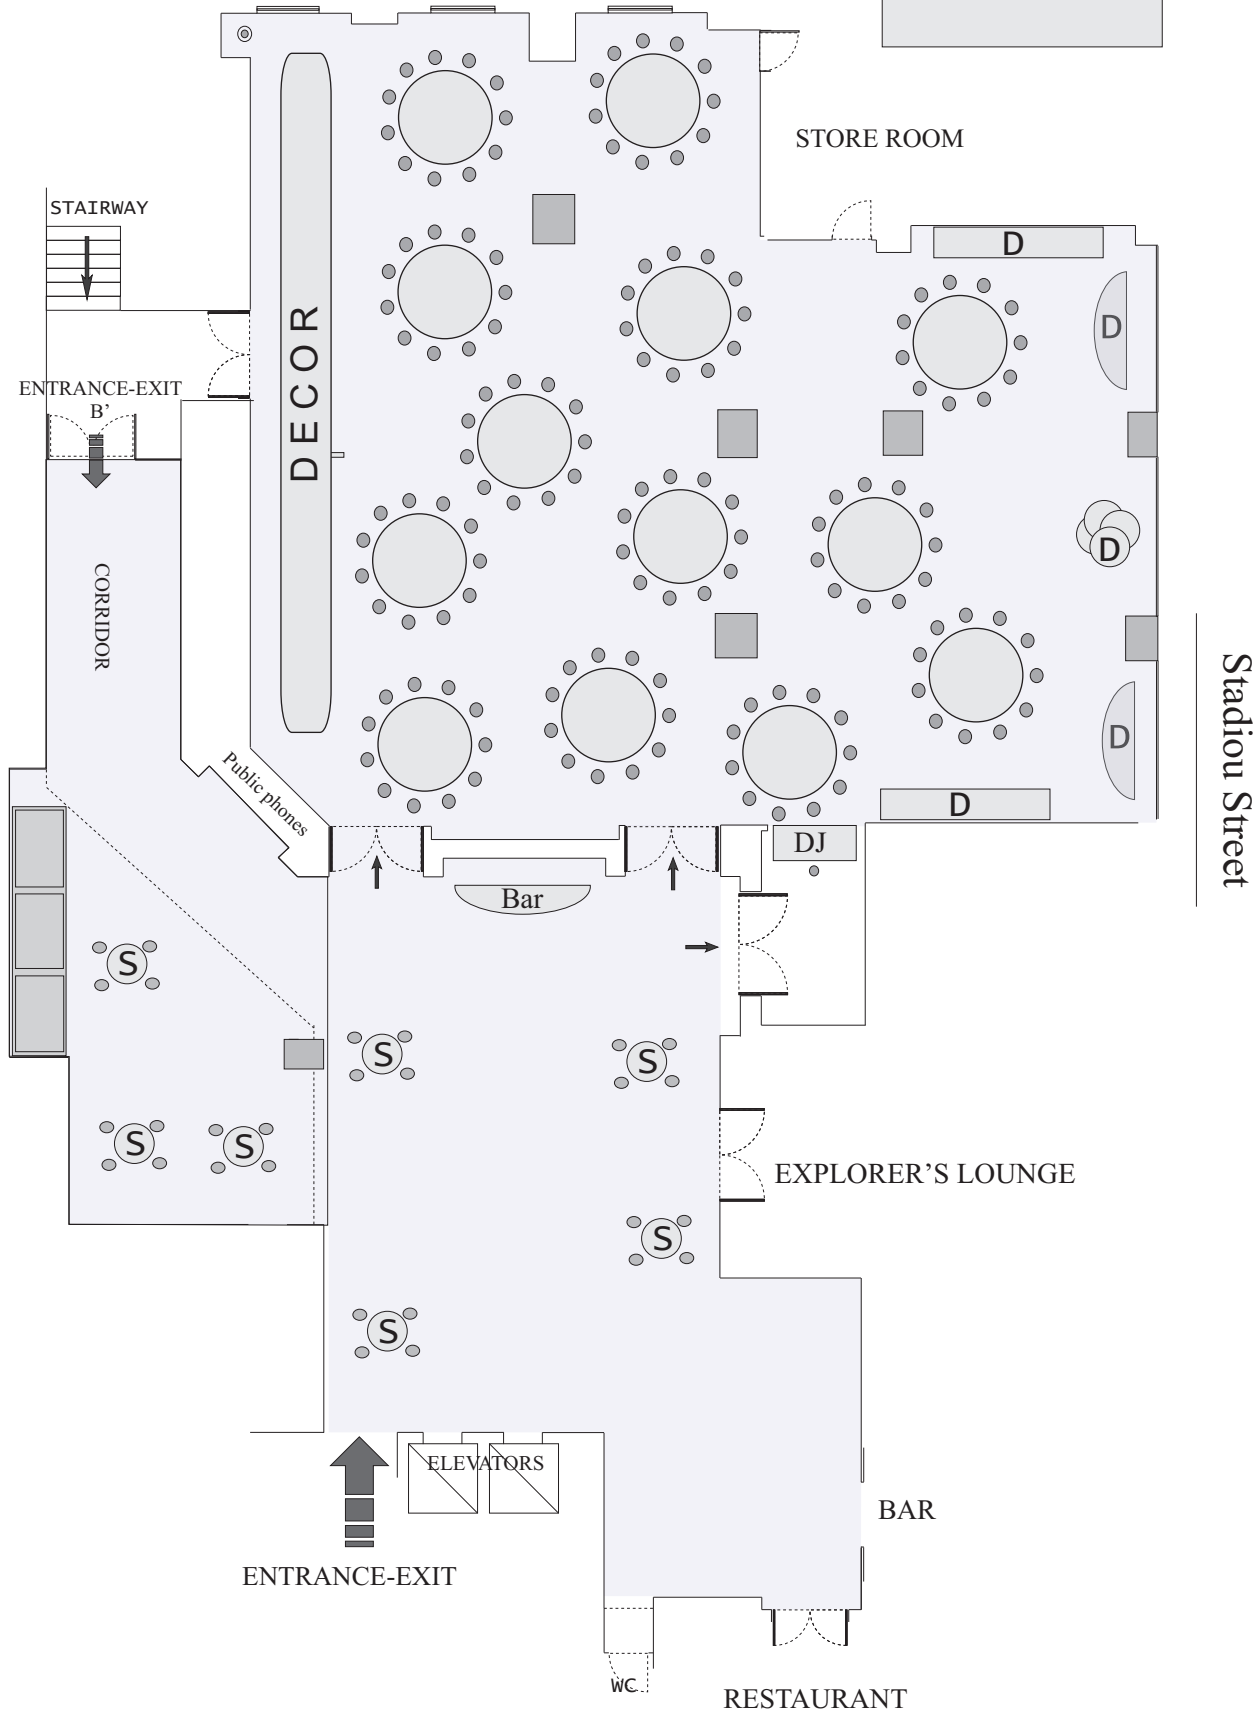 STORE ROOM
STAIRWAY
D
D
DECOR
ENTRANCE-EXIT
B’
D
CORRIDOR
Stadiou Street
D
Public phones
D
DJ
Bar
S
S
S
S
S
EXPLORER’S LOUNGE
S
S
ELEVATORS
BAR
ENTRANCE-EXIT
WC
RESTAURANT